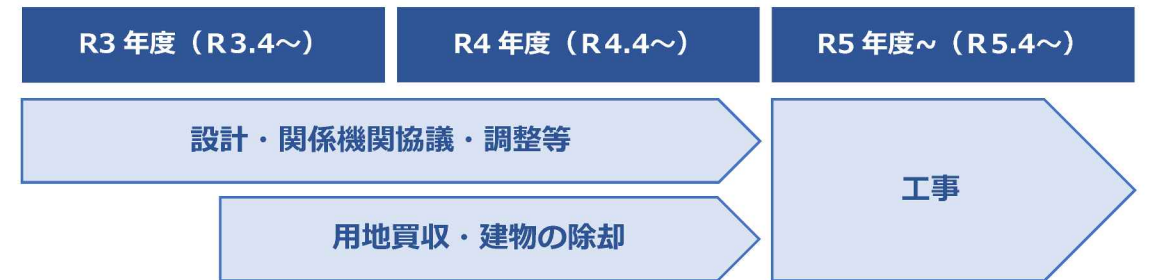 R3 年度（R3.4～）
R4 年度（R4.4～）
R5 年度~（R5.4～）
設計・関係機関協議・調整等
用地買収・建物の除却
工事